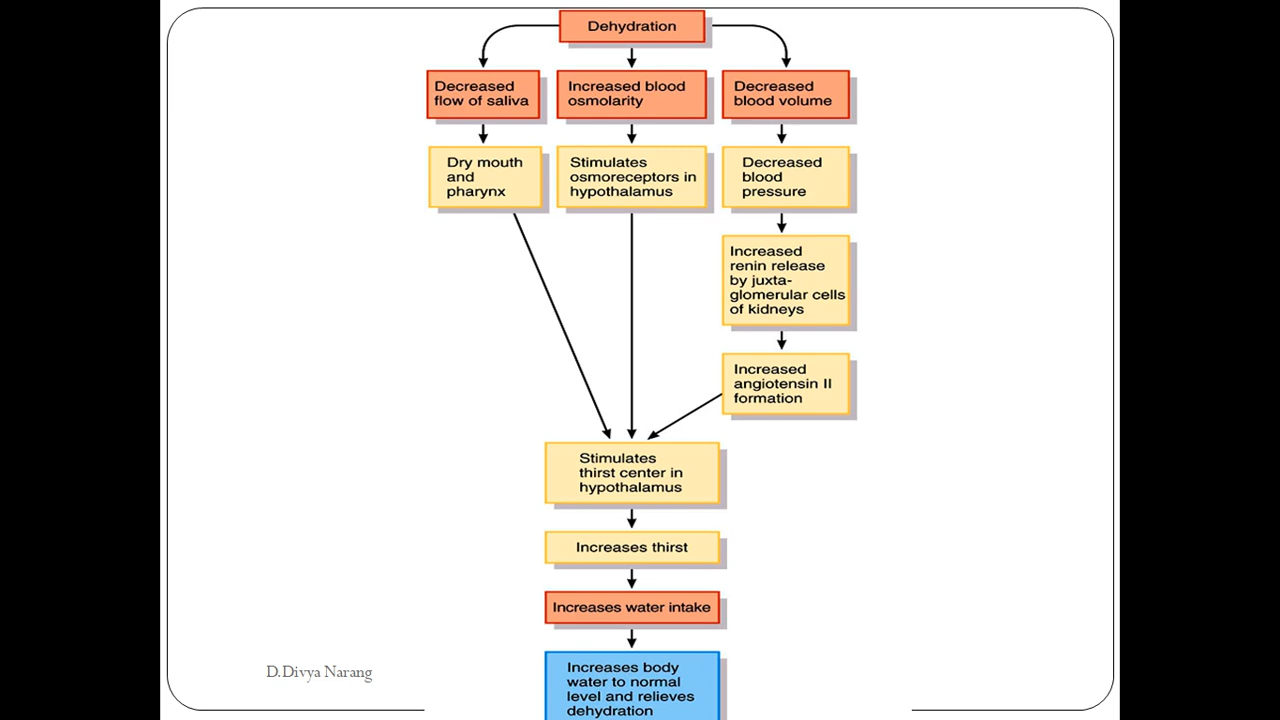 Dehydration
Decreased
flow of saliva
Increased blood
osmolarity
Decreased
blood volume
Dry mouth
and
pharynx
Stimulates
osmoreceptors in
hypothalamus
Decreased
blood
pressure
Increased
renin release
by juxta-
glomerular cells
of kidneys
Increased
angiotensin II
formation
Stimulates
thirst center in
hypothalamus
Increases thirst
Increases water intake
Increases body
water to normal
level and relieves
dehydration
D.Divya Narang